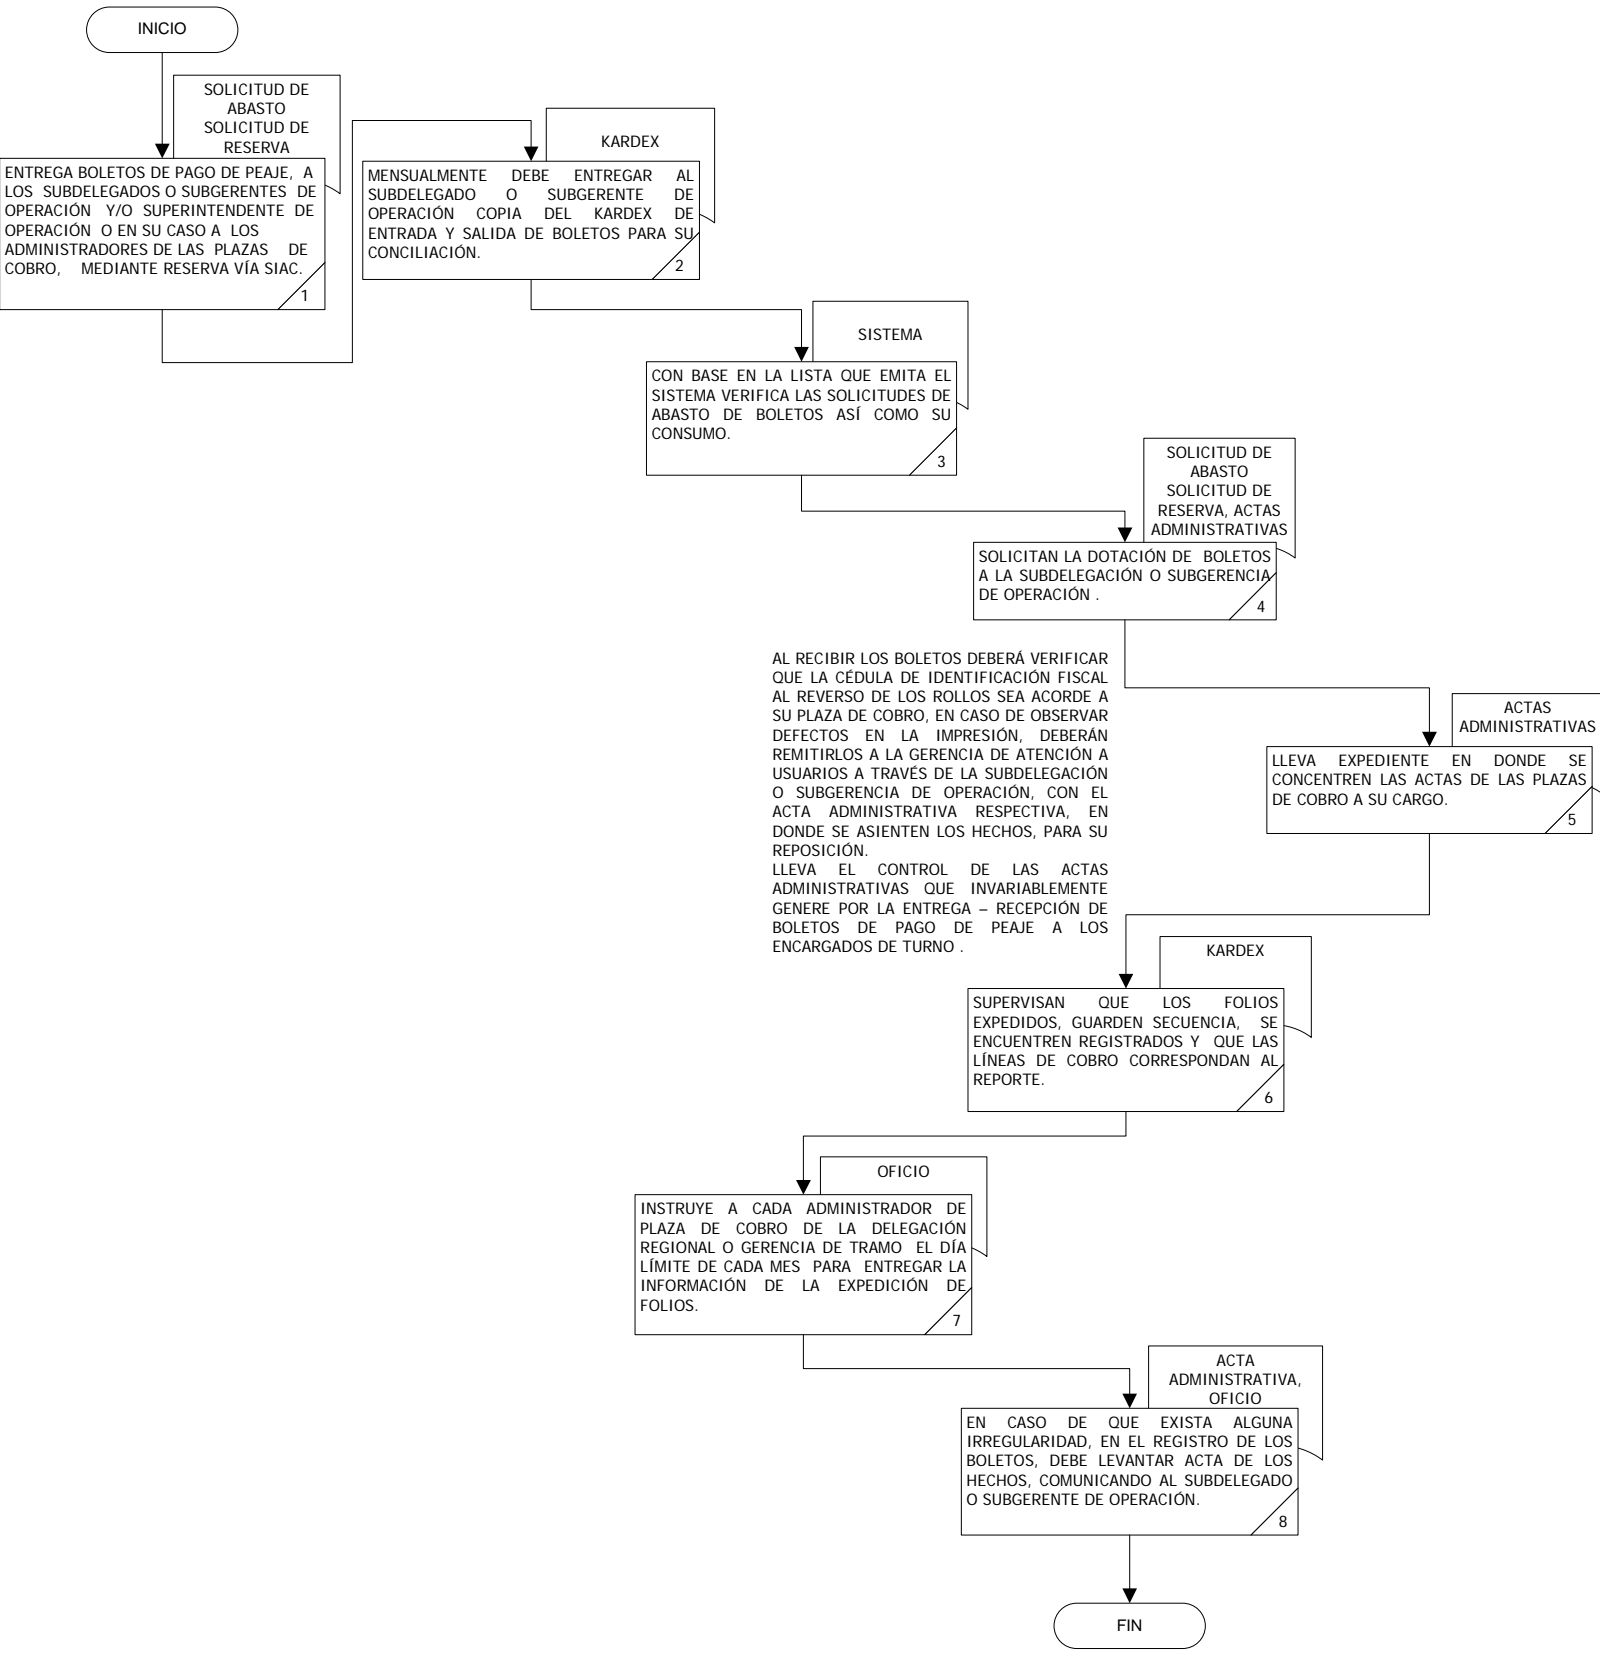 INICIO
SOLICITUD DE
ABASTO
SOLICITUD DE
RESERVA
ENTREGA BOLETOS DE PAGO DE PEAJE, A
LOS SUBDELEGADOS O SUBGERENTES DE
OPERACIÓN Y/O SUPERINTENDENTE DE
OPERACIÓN O EN SU CASO A LOS
ADMINISTRADORES DE LAS PLAZAS DE
COBRO, MEDIANTE RESERVA VÍA SIAC.
1
KARDEX
MENSUALMENTE DEBE ENTREGAR AL
SUBDELEGADO O SUBGERENTE DE
OPERACIÓN COPIA DEL KARDEX DE
ENTRADA Y SALIDA DE BOLETOS PARA SU
CONCILIACIÓN.
2
SISTEMA
CON BASE EN LA LISTA QUE EMITA EL
SISTEMA VERIFICA LAS SOLICITUDES DE
ABASTO DE BOLETOS ASÍ COMO SU
CONSUMO.
3
SOLICITUD DE
ABASTO
SOLICITUD DE
RESERVA, ACTAS
ADMINISTRATIVAS
SOLICITAN LA DOTACIÓN DE BOLETOS
A LA SUBDELEGACIÓN O SUBGERENCIA
DE OPERACIÓN .
4
AL RECIBIR LOS BOLETOS DEBERÁ VERIFICAR
QUE LA CÉDULA DE IDENTIFICACIÓN FISCAL
AL REVERSO DE LOS ROLLOS SEA ACORDE A
SU PLAZA DE COBRO, EN CASO DE OBSERVAR
DEFECTOS EN LA IMPRESIÓN, DEBERÁN
REMITIRLOS A LA GERENCIA DE ATENCIÓN A
USUARIOS A TRAVÉS DE LA SUBDELEGACIÓN
O SUBGERENCIA DE OPERACIÓN, CON EL
ACTA ADMINISTRATIVA RESPECTIVA, EN
DONDE SE ASIENTEN LOS HECHOS, PARA SU
REPOSICIÓN.
LLEVA EL CONTROL DE LAS ACTAS
ADMINISTRATIVAS QUE INVARIABLEMENTE
GENERE POR LA ENTREGA – RECEPCIÓN DE
BOLETOS DE PAGO DE PEAJE A LOS
ENCARGADOS DE TURNO .
ACTAS
ADMINISTRATIVAS
LLEVA EXPEDIENTE EN DONDE SE
CONCENTREN LAS ACTAS DE LAS PLAZAS
DE COBRO A SU CARGO.
5
KARDEX
SUPERVISAN QUE LOS FOLIOS
EXPEDIDOS, GUARDEN SECUENCIA, SE
ENCUENTREN REGISTRADOS Y QUE LAS
LÍNEAS DE COBRO CORRESPONDAN AL
REPORTE.
6
OFICIO
INSTRUYE A CADA ADMINISTRADOR DE
PLAZA DE COBRO DE LA DELEGACIÓN
REGIONAL O GERENCIA DE TRAMO EL DÍA
LÍMITE DE CADA MES PARA ENTREGAR LA
INFORMACIÓN DE LA EXPEDICIÓN DE
FOLIOS.
7
ACTA
ADMINISTRATIVA,
OFICIO
EN CASO DE QUE EXISTA ALGUNA
IRREGULARIDAD, EN EL REGISTRO DE LOS
BOLETOS, DEBE LEVANTAR ACTA DE LOS
HECHOS, COMUNICANDO AL SUBDELEGADO
O SUBGERENTE DE OPERACIÓN.
8
FIN